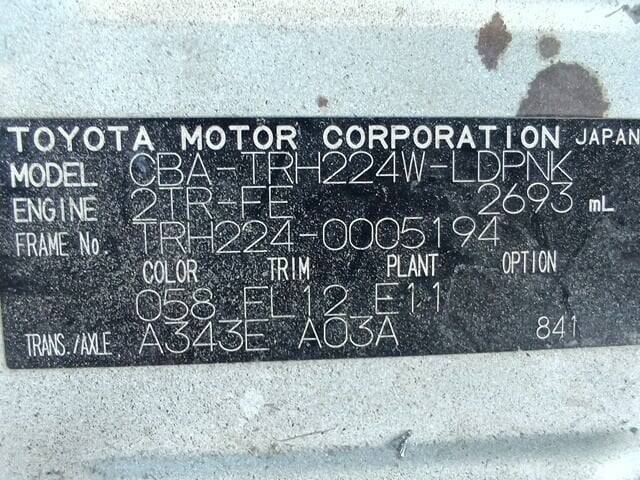 TOYOTA MOTOR CORPORATION JAPAN
MODEL CBA-TRH224W-LDPNK
ENGINE 2TR-FE 2693 mL
FRAME No. TRH224-0005194
COLOR TRIM PLANT OPTION
058 FL12 E11
TRANS./AXLE A343E A03A 841